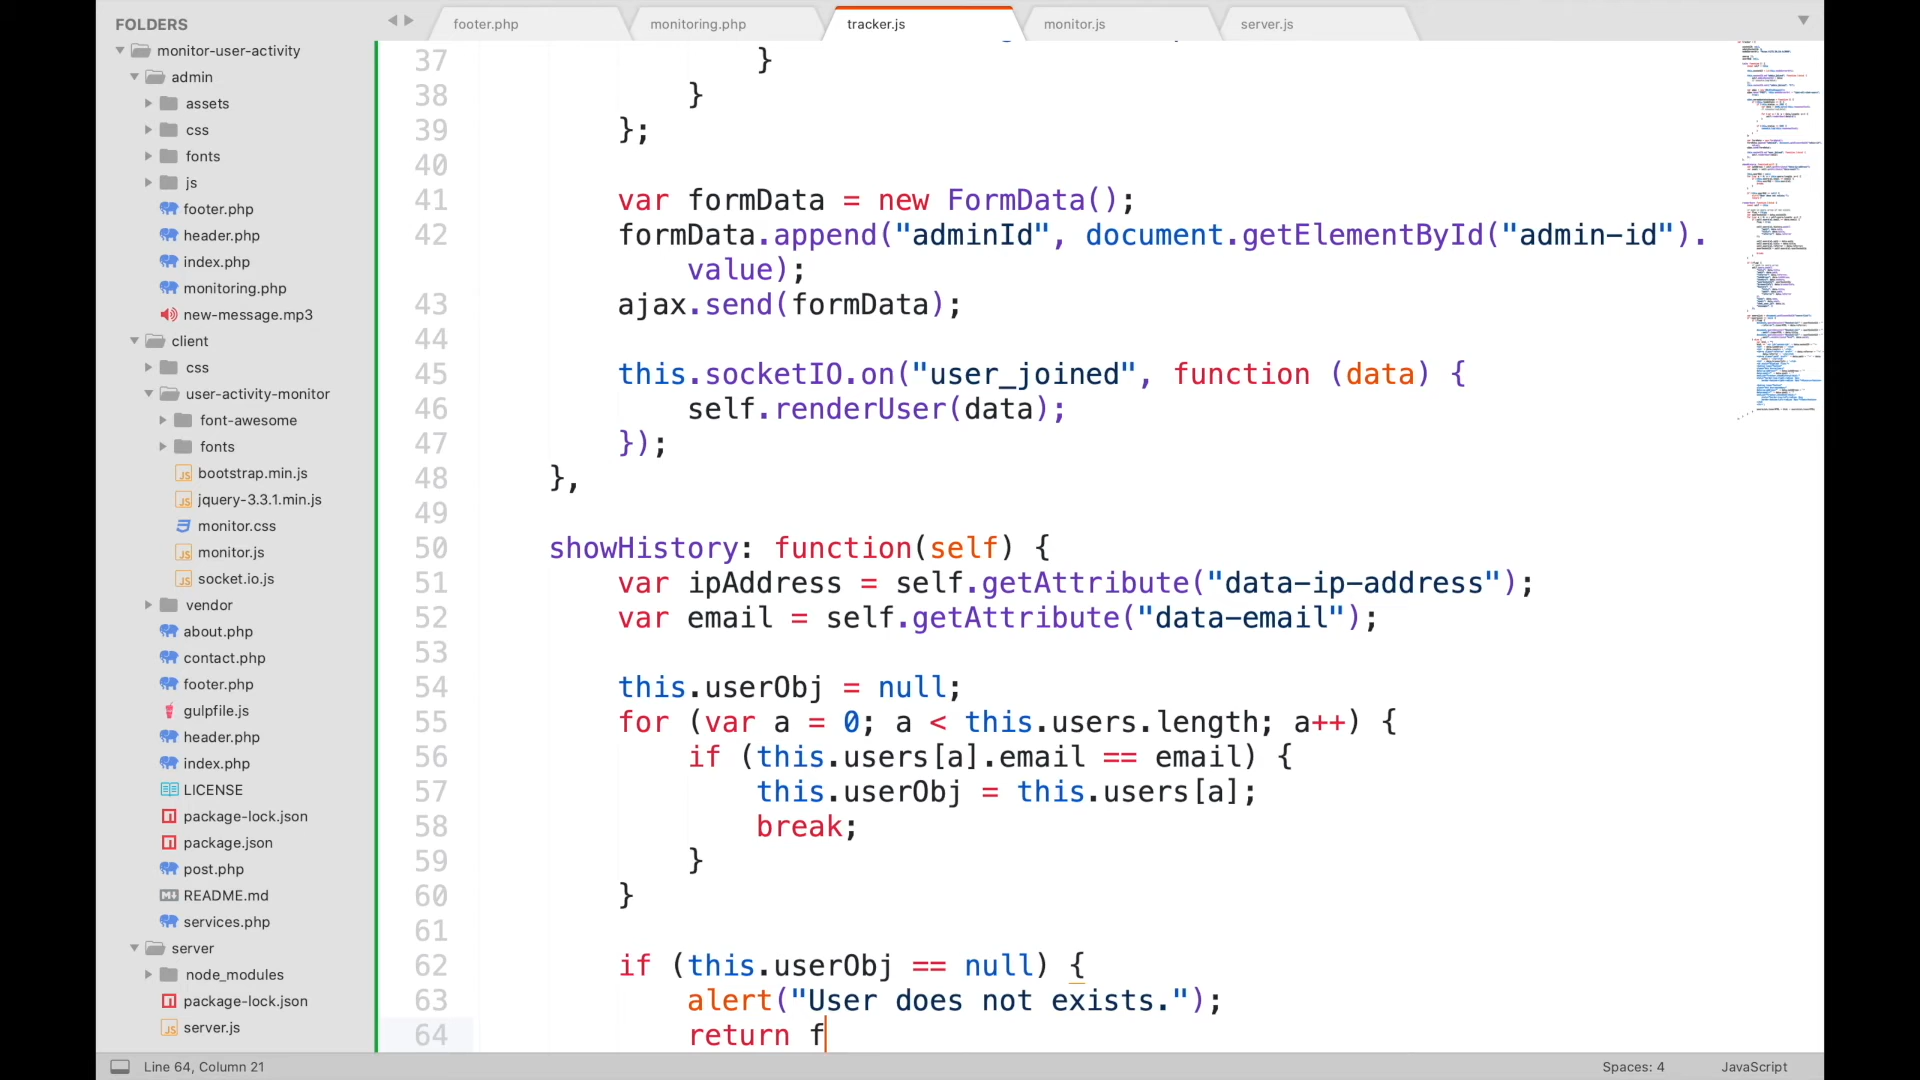 FOLDERS
monitor-user-activity
admin
assets
css
fonts
js
footer.php
header.php
index.php
monitoring.php
new-message.mp3
client
css
user-activity-monitor
font-awesome
fonts
bootstrap.min.js
jquery-3.3.1.min.js
monitor.css
monitor.js
socket.io.js
vendor
about.php
contact.php
footer.php
gulpfile.js
header.php
index.php
LICENSE
package-lock.json
package.json
post.php
README.md
services.php
server
node_modules
package-lock.json
server.js
footer.php monitoring.php tracker.js monitor.js server.js
37 }
38 }
39 };
40
41 var formData = new FormData();
42 formData.append("adminId", document.getElementById("admin-id").
value);
43 ajax.send(formData);
44
45 this.socketIO.on("user_joined", function (data) {
46 self.renderUser(data);
47 });
48 },
49
50 showHistory: function(self) {
51 var ipAddress = self.getAttribute("data-ip-address");
52 var email = self.getAttribute("data-email");
53
54 this.userObj = null;
55 for (var a = 0; a < this.users.length; a++) {
56 if (this.users[a].email == email) {
57 this.userObj = this.users[a];
58 break;
59 }
60 }
61
62 if (this.userObj == null) {
63 alert("User does not exists.");
64 return f
Line 64, Column 21 Spaces: 4 JavaScript